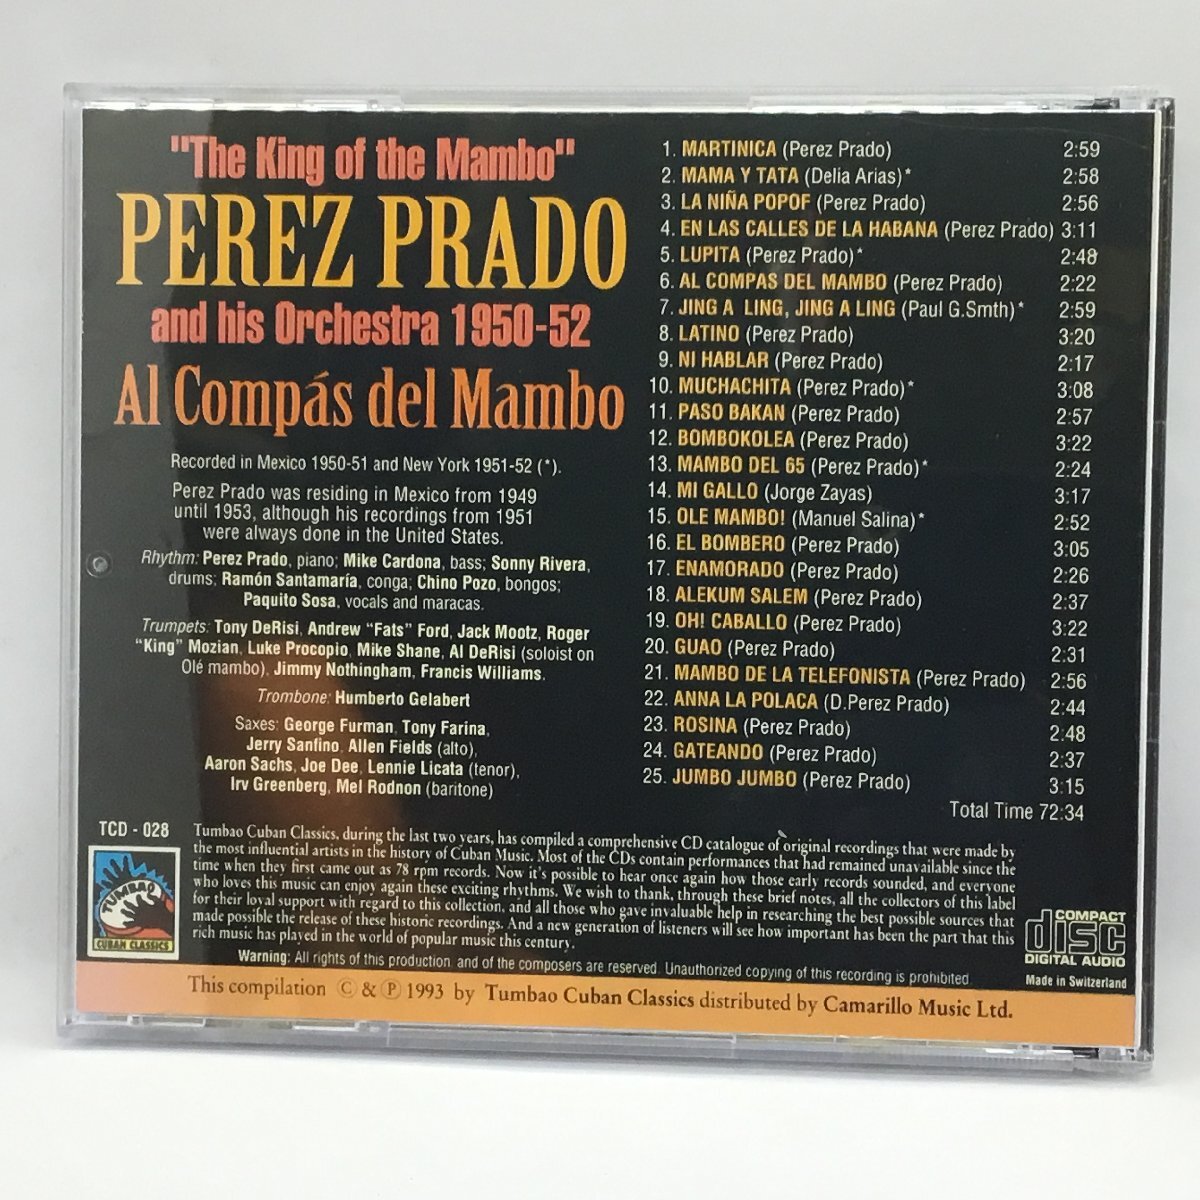 "The King of the Mambo"
PEREZ PRADO
and his Orchestra 1950-52
Al Compás del Mambo
Recorded in Mexico 1950-51 and New York 1951-52 (*).
Perez Prado was residing in Mexico from 1949
until 1953, although his recordings from 1951
were always done in the United States.
Rhythm: Perez Prado, piano; Mike Cardona, bass; Sonny Rivera,
drums; Ramón Santamaría, conga; Chino Pozo, bongos;
Paquito Sosa, vocals and maracas.
Trumpets: Tony DeRisi, Andrew "Fats" Ford, Jack Mootz, Roger
"King" Mozian, Luke Procopio, Mike Shane, Al DeRisi (soloist on
Olé mambo), Jimmy Nothingham, Francis Williams.
Trombone: Humberto Gelabert
Saxes: George Furman, Tony Farina,
Jerry Sanfino, Allen Fields (alto),
Aaron Sachs, Joe Dee, Lennie Licata (tenor),
Irv Greenberg, Mel Rodnon (baritone)
1. MARTINICA (Perez Prado) 2:59
2. MAMA Y TATA (Delia Arias)* 2:58
3. LA NIÑA POPOF (Perez Prado) 2:56
4. EN LAS CALLES DE LA HABANA (Perez Prado) 3:11
5. LUPITA (Perez Prado)* 2:48
6. AL COMPAS DEL MAMBO (Perez Prado) 2:22
7. JING A LING, JING A LING (Paul G.Smth)* 2:59
8. LATINO (Perez Prado) 3:20
9. NI HABLAR (Perez Prado) 2:17
10. MUCHACHITA (Perez Prado)* 3:08
11. PASO BAKAN (Perez Prado) 2:57
12. BOMBOKOLEA (Perez Prado) 3:22
13. MAMBO DEL 65 (Perez Prado)* 2:24
14. MI GALLO (Jorge Zayas) 3:17
15. OLE MAMBO! (Manuel Salina)* 2:52
16. EL BOMBERO (Perez Prado) 3:05
17. ENAMORADO (Perez Prado) 2:26
18. ALEKUM SALEM (Perez Prado) 2:37
19. OH! CABALLO (Perez Prado) 3:22
20. GUAO (Perez Prado) 2:31
21. MAMBO DE LA TELEFONISTA (Perez Prado) 2:56
22. ANNA LA POLACA (D.Perez Prado) 2:44
23. ROSINA (Perez Prado) 2:48
24. GATEANDO (Perez Prado) 2:37
25. JUMBO JUMBO (Perez Prado) 3:15
Total Time 72:34
TCD - 028
TUMBAO
CUBAN CLASSICS
Tumbao Cuban Classics, during the last two years, has compiled a comprehensive CD catalogue of original recordings that were made by
the most influential artists in the history of Cuban Music. Most of the CDs contain performances that had remained unavailable since the
time when they first came out as 78 rpm records. Now it's possible to hear once again how those early records sounded, and everyone
who loves this music can enjoy again these exciting rhythms. We wish to thank, through these brief notes, all the collectors of this label
for their loyal support with regard to this collection, and all those who gave invaluable help in researching the best possible sources that
made possible the release of these historic recordings. And a new generation of listeners will see how important has been the part that this
rich music has played in the world of popular music this century.
Warning: All rights of this production, and of the composers are reserved. Unauthorized copying of this recording is prohibited.
COMPACT
disc
DIGITAL AUDIO
Made in Switzerland
This compilation © & ℗ 1993 by Tumbao Cuban Classics distributed by Camarillo Music Ltd.